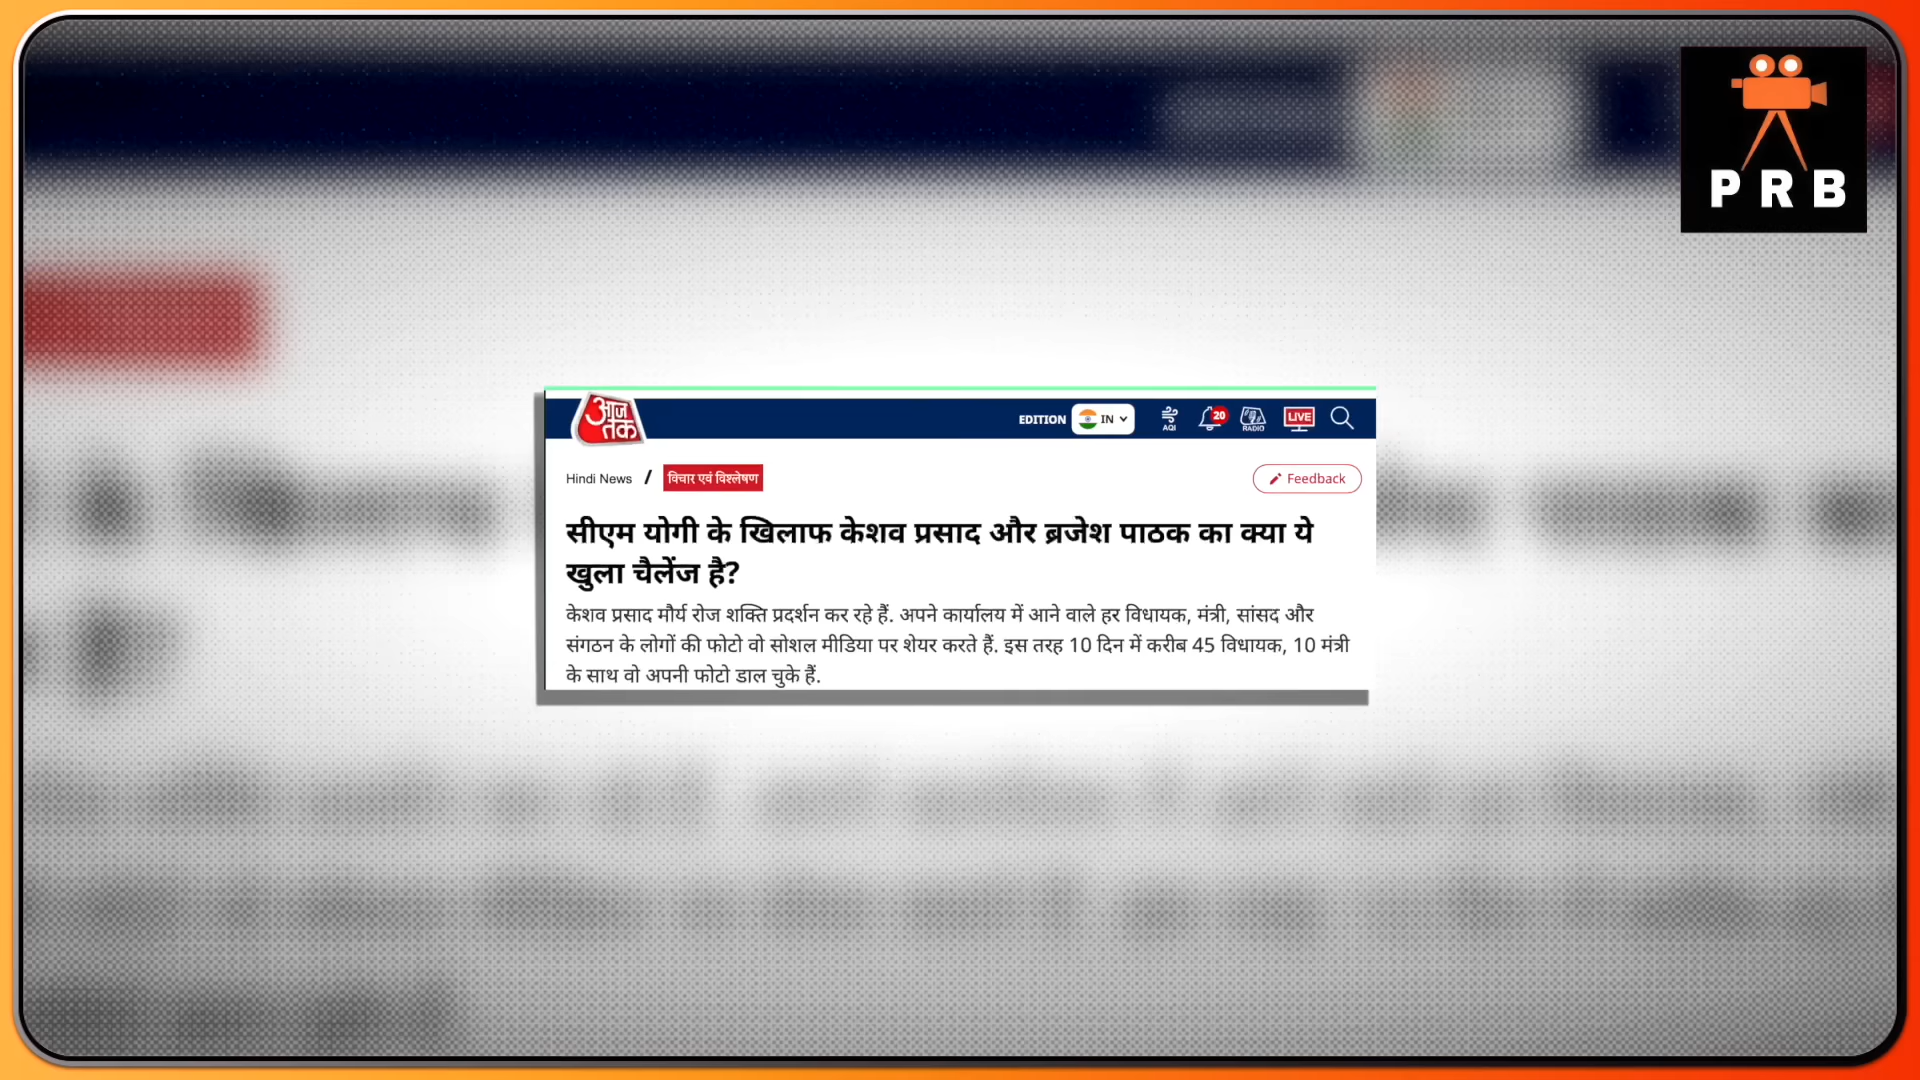 PRB
आज
तक
EDITION IN AQI 20 RADIO LIVE
Hindi News / विचार एवं विश्लेषण
Feedback
सीएम योगी के खिलाफ केशव प्रसाद और ब्रजेश पाठक का क्या ये
खुला चैलेंज है?
केशव प्रसाद मौर्य रोज शक्ति प्रदर्शन कर रहे हैं. अपने कार्यालय में आने वाले हर विधायक, मंत्री, सांसद और
संगठन के लोगों की फोटो वो सोशल मीडिया पर शेयर करते हैं. इस तरह 10 दिन में करीब 45 विधायक, 10 मंत्री
के साथ वो अपनी फोटो डाल चुके हैं.